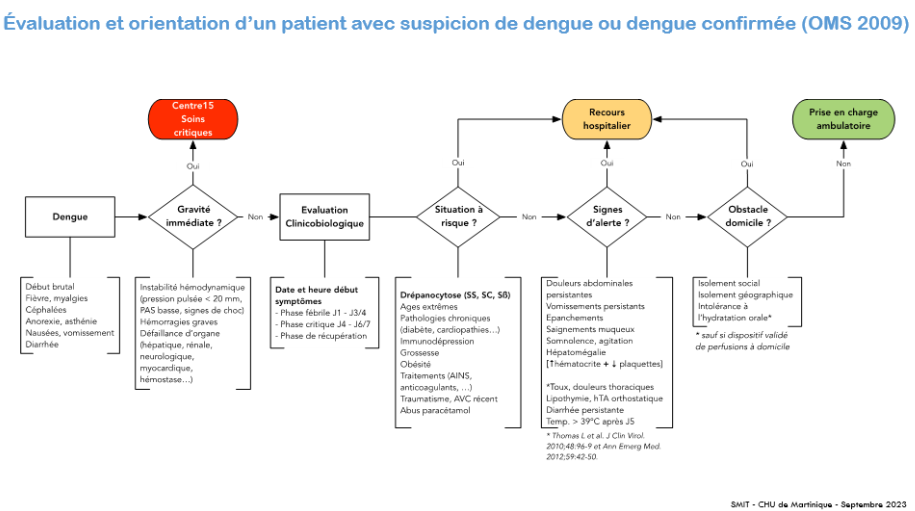 Évaluation et orientation d'un patient avec suspicion de dengue ou dengue confirmée (OMS 2009)
Centre15
Soins
critiques
Recours
hospitalier
Prise en charge
ambulatoire
Oui
Oui
Oui
Oui
Non
Dengue
Gravité
immédiate ?
Non
Evaluation
Clinicobiologique
Situation à
risque ?
Non
Signes
d'alerte ?
Non
Obstacle
domicile ?
Début brutal
Fièvre, myalgies
Céphalées
Anorexie, asthénie
Nausées, vomissement
Diarrhée
Instabilité hémodynamique
(pression pulsée < 20 mm,
PAS basse, signes de choc)
Hémorragies graves
Défaillance d'organe
(hépatique, rénale,
neurologique,
myocardique,
hémostase…)
Date et heure début
symptômes
- Phase fébrile J1 - J3/4
- Phase critique J4 - J6/7
- Phase de récupération
Drépanocytose (SS, SC, Sß)
Ages extrêmes
Pathologies chroniques
(diabète, cardiopathies…)
Immunodépression
Grossesse
Obésité
Traitements (AINS,
anticoagulants, …)
Traumatisme, AVC récent
Abus paracétamol
Douleurs abdominales
persistantes
Vomissements persistants
Epanchements
Saignements muqueux
Somnolence, agitation
Hépatomégalie
[↑hématocrite + ↓ plaquettes]
*Toux, douleurs thoraciques
Lipothymie, hTA orthostatique
Diarrhée persistante
Temp. > 39°C après J5
* Thomas L et al. J Clin Virol.
2010;48:96-9 et Ann Emerg Med.
2012;59:42-50.
Isolement social
Isolement géographique
Intolérance à
l'hydratation orale*
* sauf si dispositif validé
de perfusions à domicile
SMIT - CHU de Martinique - Septembre 2023